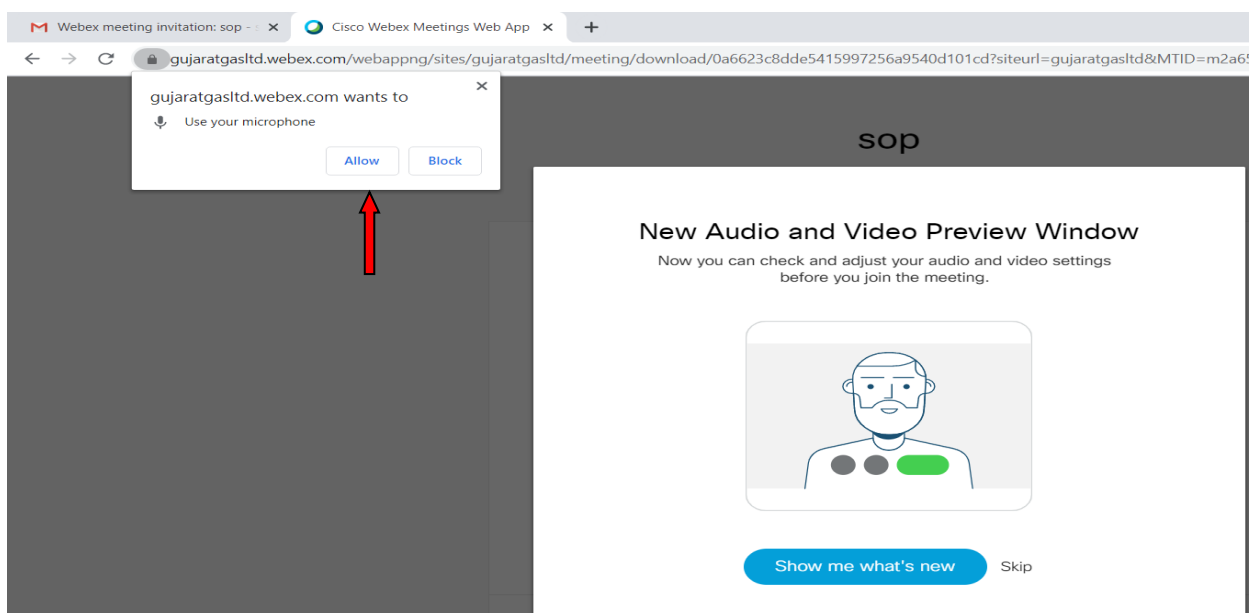 Webex meeting invitation: sop -
Cisco Webex Meetings Web App
gujaratgasltd.webex.com/webappng/sites/gujaratgasltd/meeting/download/0a6623c8dde5415997256a9540d101cd?siteurl=gujaratgasltd&MTID=m2a65
gujaratgasltd.webex.com wants to
Use your microphone
Allow Block
sop
New Audio and Video Preview Window
Now you can check and adjust your audio and video settings
before you join the meeting.
Show me what's new Skip